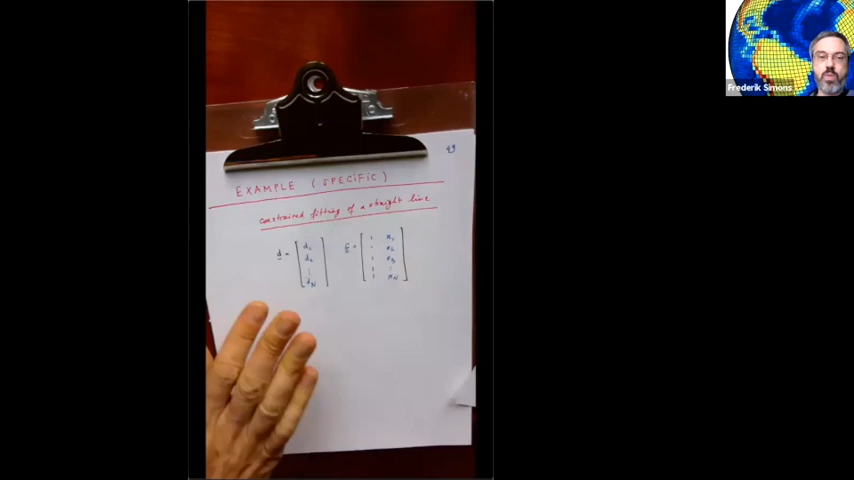 49
EXAMPLE (SPECIFIC)
constrained fitting of a straight line
d = [ d₁ d₂ ⋮ d_N ] G = [ 1 x₁ · x₂ 1 x₃ ⋮ ⋮ 1 x_N ]
Frederik Simons